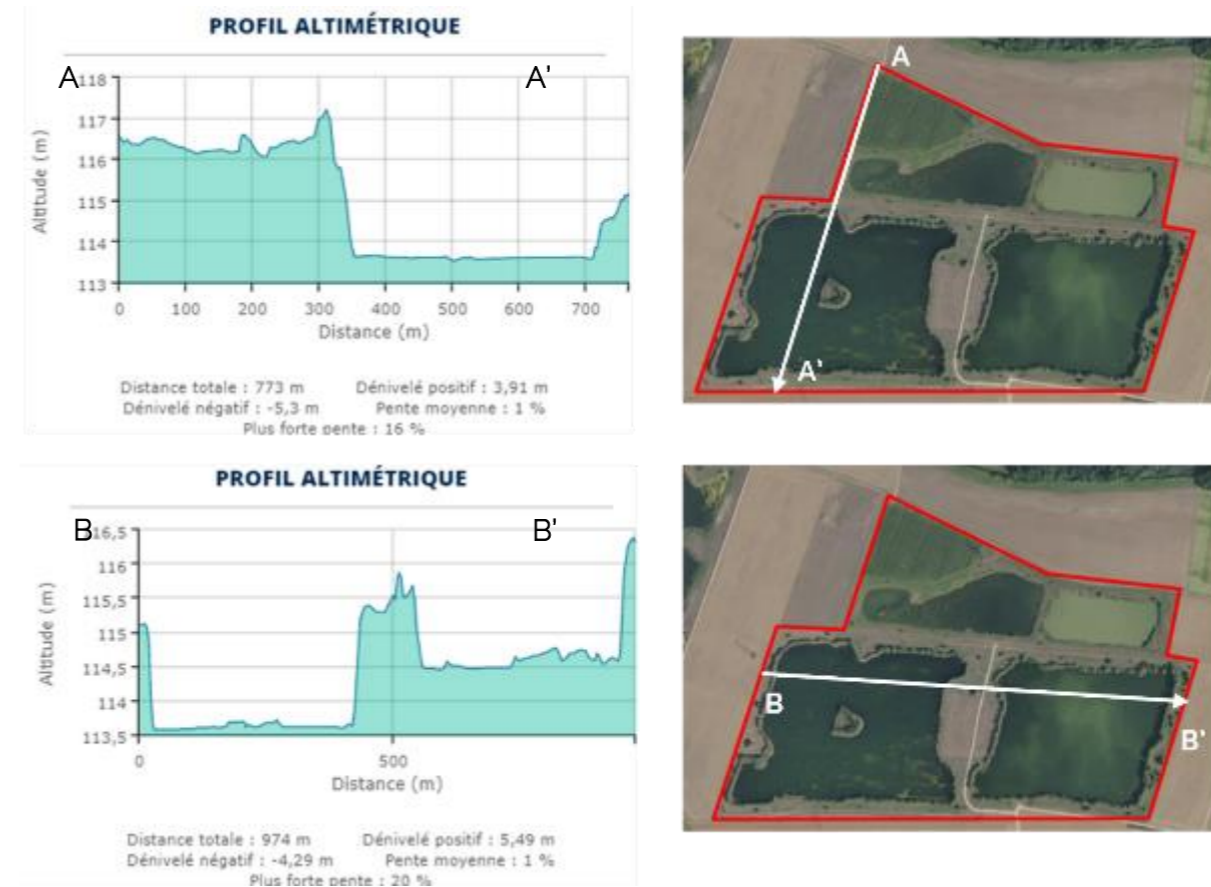 PROFIL ALTIMÉTRIQUE
A
A'
118
117
116
115
114
113
Altitude (m)
0 100 200 300 400 500 600 700
Distance (m)
Distance totale : 773 m Dénivelé positif : 3,91 m
Dénivelé négatif : -5,3 m Pente moyenne : 1 %
Plus forte pente : 16 %
A
A'
PROFIL ALTIMÉTRIQUE
B
B'
16,5
116
115,5
115
114,5
114
113,5
Altitude (m)
0 500
Distance (m)
Distance totale : 974 m Dénivelé positif : 5,49 m
Dénivelé négatif : -4,29 m Pente moyenne : 1 %
Plus forte pente : 20 %
B
B'